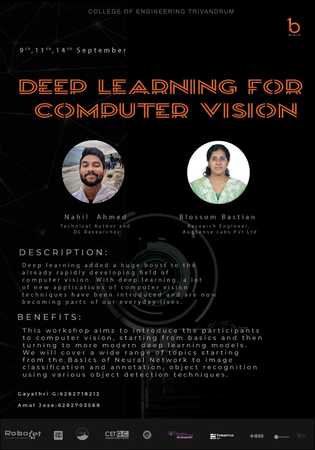 COLLEGE OF ENGINEERING TRIVANDRUM
9th,11th,14th September
DEEP LEARNING FOR
COMPUTER VISION
Nahil Ahmed
Technical Author and
DL Researcher
Blossom Bastian
Research Engineer,
Augsense Labs Pvt Ltd
DESCRIPTION:
Deep learning added a huge boost to the
already rapidly developing field of
computer vision. With deep learning, a lot
of new applications of computer vision
techniques have been introduced and are now
becoming parts of our everyday lives.
BENEFITS:
This workshop aims to introduce the participants
to computer vision, starting from basics and then
turning to more modern deep learning models.
We will cover a wide range of topics starting
from the Basics of Neural Network to image
classification and annotation, object recognition
using various object detection techniques.
Gayathri G:6282718212
Amal Jose:6282703569